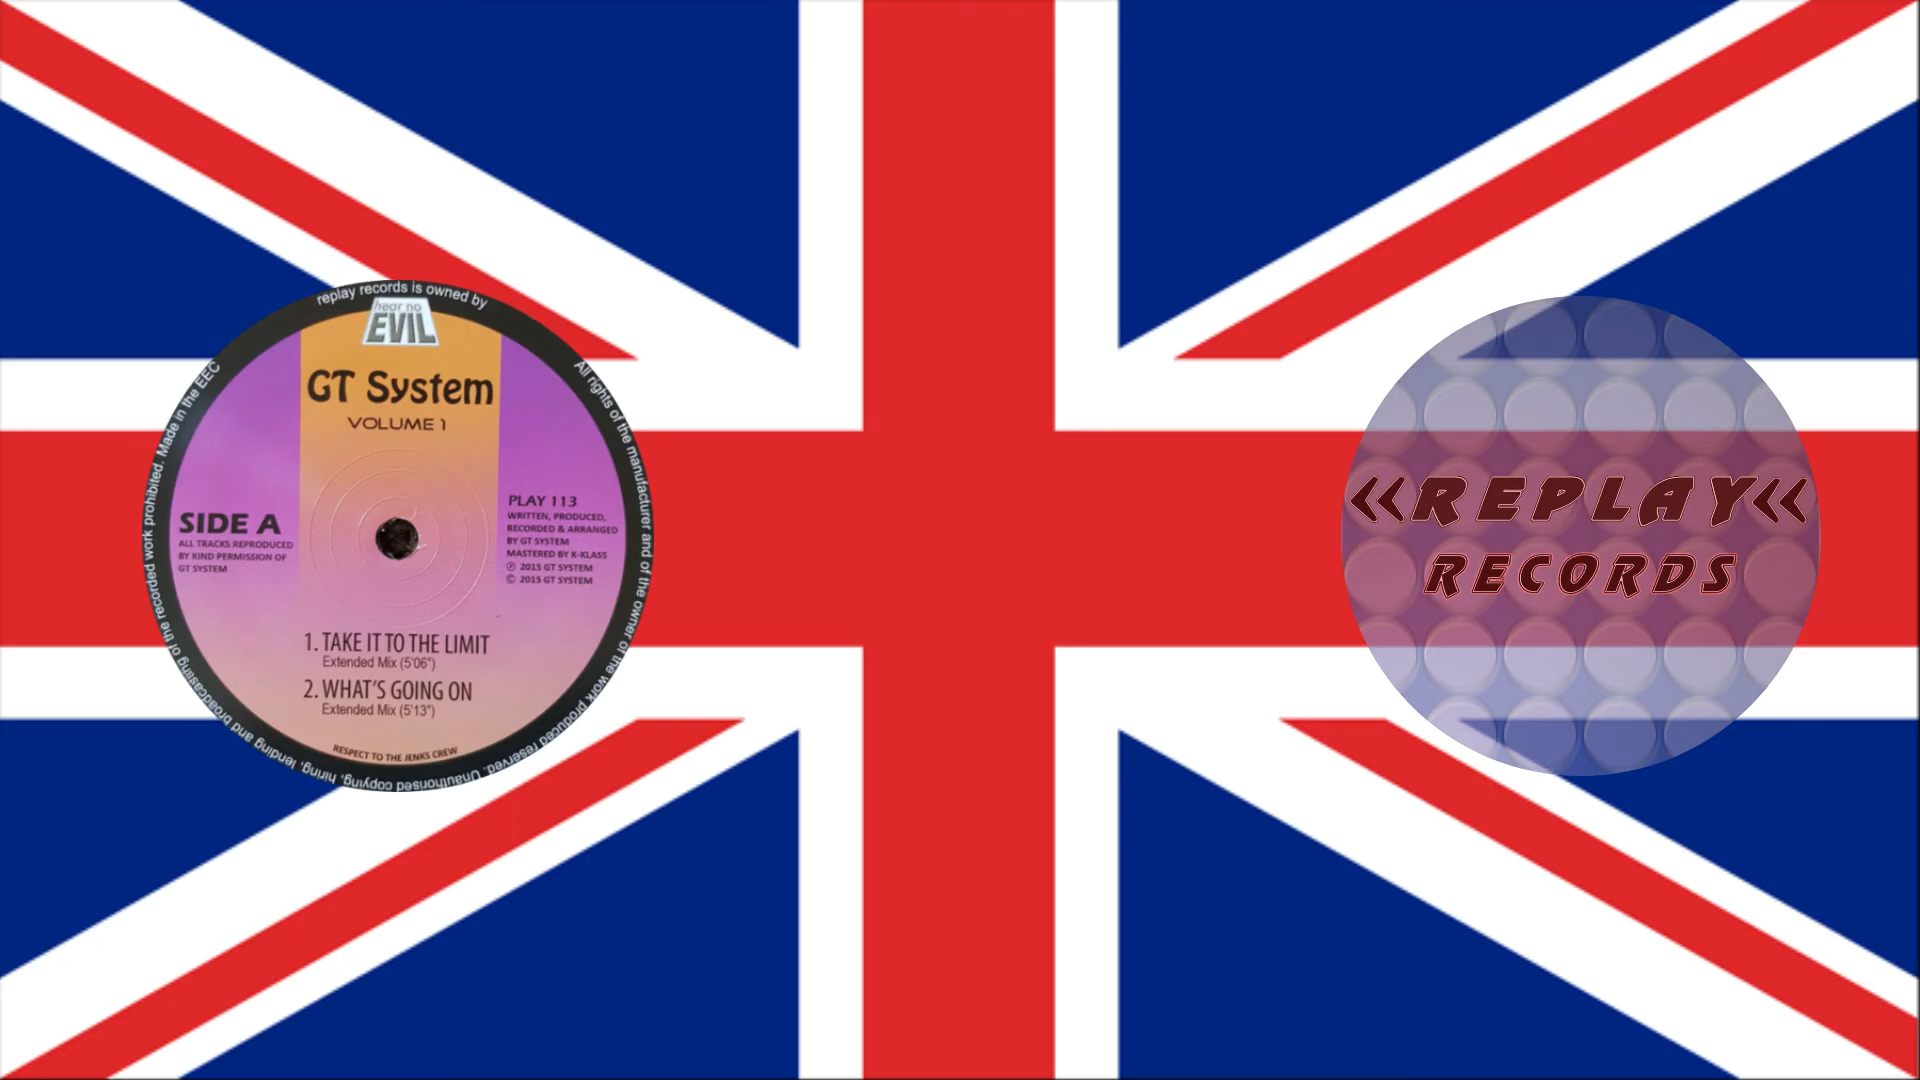 replay records is owned by
hear no
EVIL
GT System
VOLUME 1
SIDE A
ALL TRACKS REPRODUCED
BY KIND PERMISSION OF
GT SYSTEM
PLAY 113
WRITTEN, PRODUCED,
RECORDED & ARRANGED
BY GT SYSTEM
MASTERED BY K-KLASS
Ⓟ 2015 GT SYSTEM
© 2015 GT SYSTEM
1. TAKE IT TO THE LIMIT
Extended Mix (5'06")
2. WHAT'S GOING ON
Extended Mix (5'13")
RESPECT TO THE JENKS CREW
All rights of the manufacturer and of the owner of the work produced reserved. Unauthorised copying, hiring, lending and broadcasting of the recorded work prohibited. Made in the EEC
«REPLAY«
RECORDS